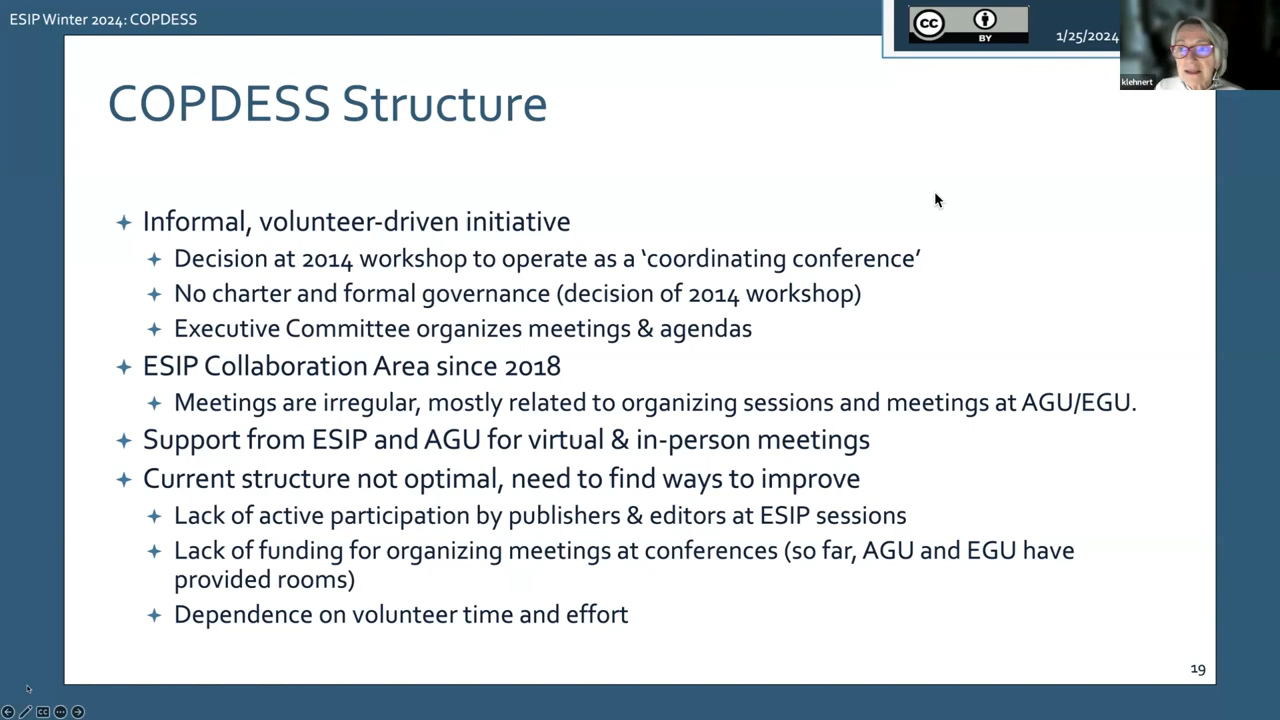 ESIP Winter 2024: COPDESS
CC
BY
1/25/2024
klehnert
COPDESS Structure
Informal, volunteer-driven initiative
Decision at 2014 workshop to operate as a ‘coordinating conference’
No charter and formal governance (decision of 2014 workshop)
Executive Committee organizes meetings & agendas
ESIP Collaboration Area since 2018
Meetings are irregular, mostly related to organizing sessions and meetings at AGU/EGU.
Support from ESIP and AGU for virtual & in-person meetings
Current structure not optimal, need to find ways to improve
Lack of active participation by publishers & editors at ESIP sessions
Lack of funding for organizing meetings at conferences (so far, AGU and EGU have
provided rooms)
Dependence on volunteer time and effort
19
CC